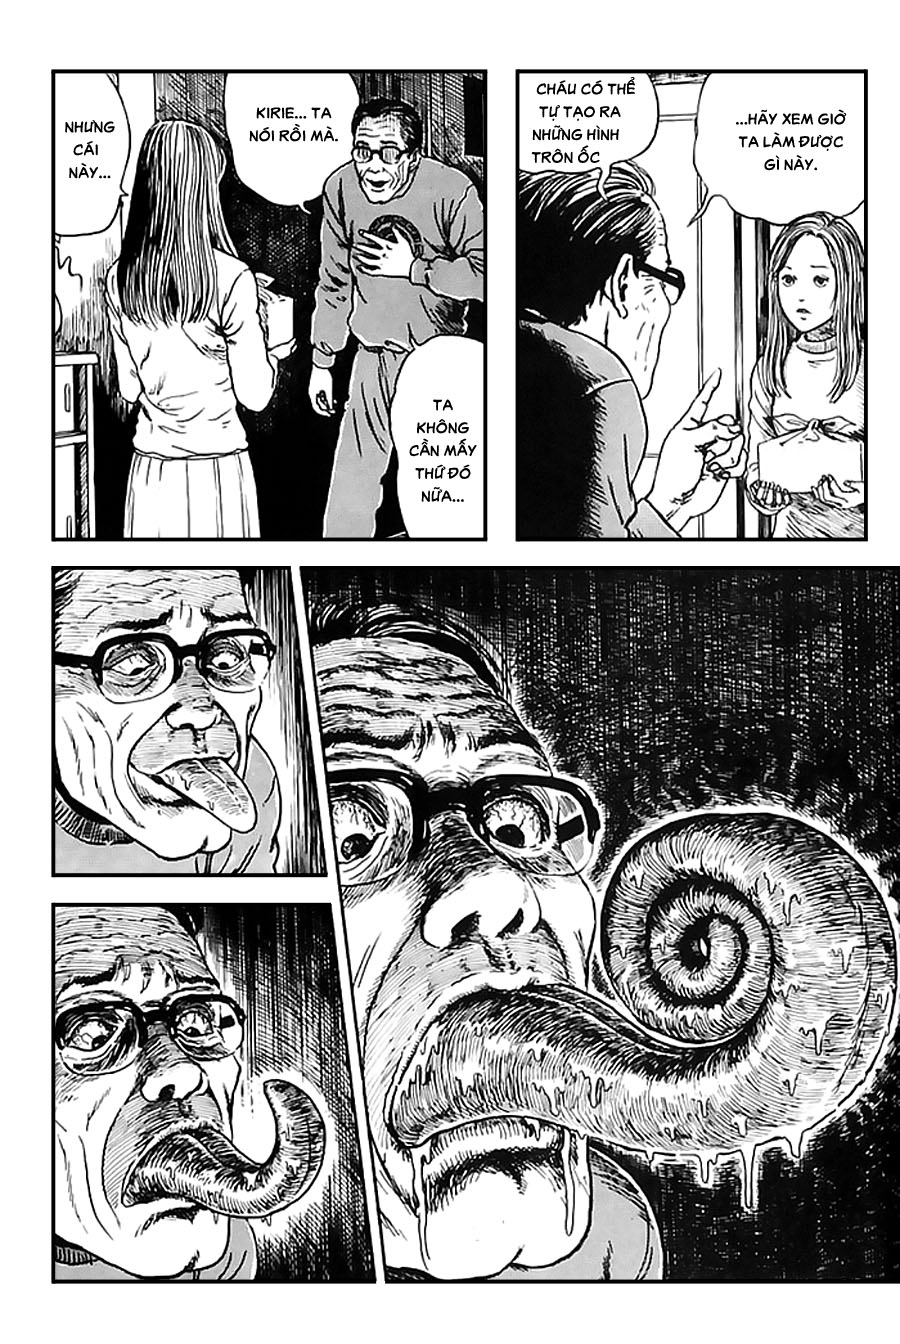 NHƯNG
CÁI
NÀY...
KIRIE... TA
NÓI RỒI MÀ.
TA
KHÔNG
CẦN MẤY
THỨ ĐÓ
NỮA...
CHÁU CÓ THỂ
TỰ TẠO RA
NHỮNG HÌNH
TRÔN ỐC
...HÃY XEM GIỜ
TA LÀM ĐƯỢC
GÌ NÀY.